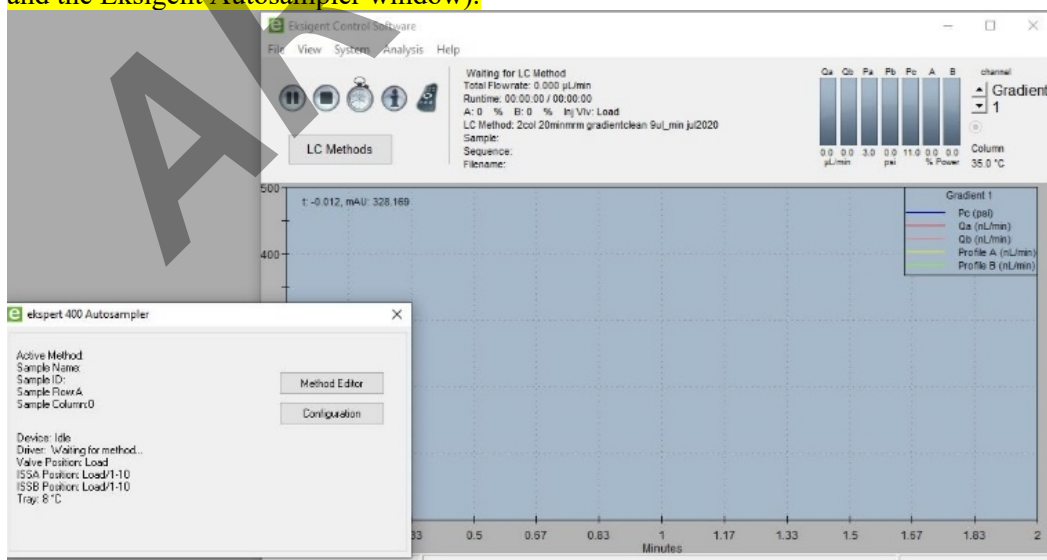 and the Eksigent Autosampler window).
Eksigent Control Software
File View System Analysis Help
Waiting for LC Method
Total Flowrate: 0.000 µL/min
Runtime: 00:00:00 / 00:00:00
A: 0 % B: 0 % Inj Vlv: Load
LC Method: 2col 20minmrm gradientclean 9ul_min jul2020
Sample:
Sequence:
Filename:
LC Methods
Qa Qb Pa Pb Pc A B
channel
Gradient
1
0.0 0.0 3.0 0.0 11.0 0.0 0.0
µL/min psi % Power
Column
35.0 °C
500
t: -0.012, mAU: 328.169
400
Gradient 1
Pc (psi)
Qa (nL/min)
Qb (nL/min)
Profile A (nL/min)
Profile B (nL/min)
ekspert 400 Autosampler
Active Method:
Sample Name:
Sample ID:
Sample Row:A
Sample Column:0
Method Editor
Configuration
Device: Idle
Driver: Waiting for method...
Valve Position: Load
ISSA Position: Load/1-10
ISSB Position: Load/1-10
Tray: 8 °C
33 0.5 0.67 0.83 1 1.17 1.33 1.5 1.67 1.83 2
Minutes